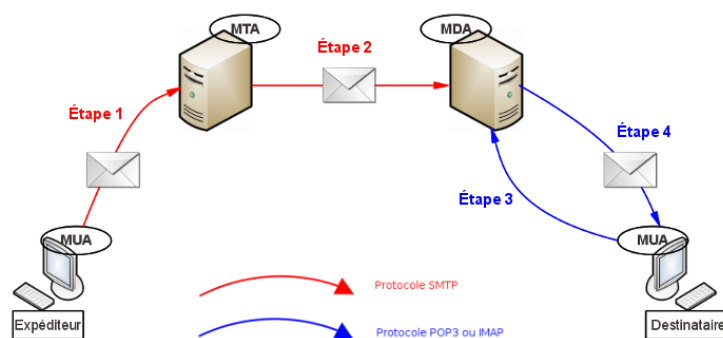 MTA
MDA
Étape 2
Étape 1
Étape 4
Étape 3
MUA
MUA
Protocole SMTP
Expéditeur
Destinataire
Protocole POP3 ou IMAP